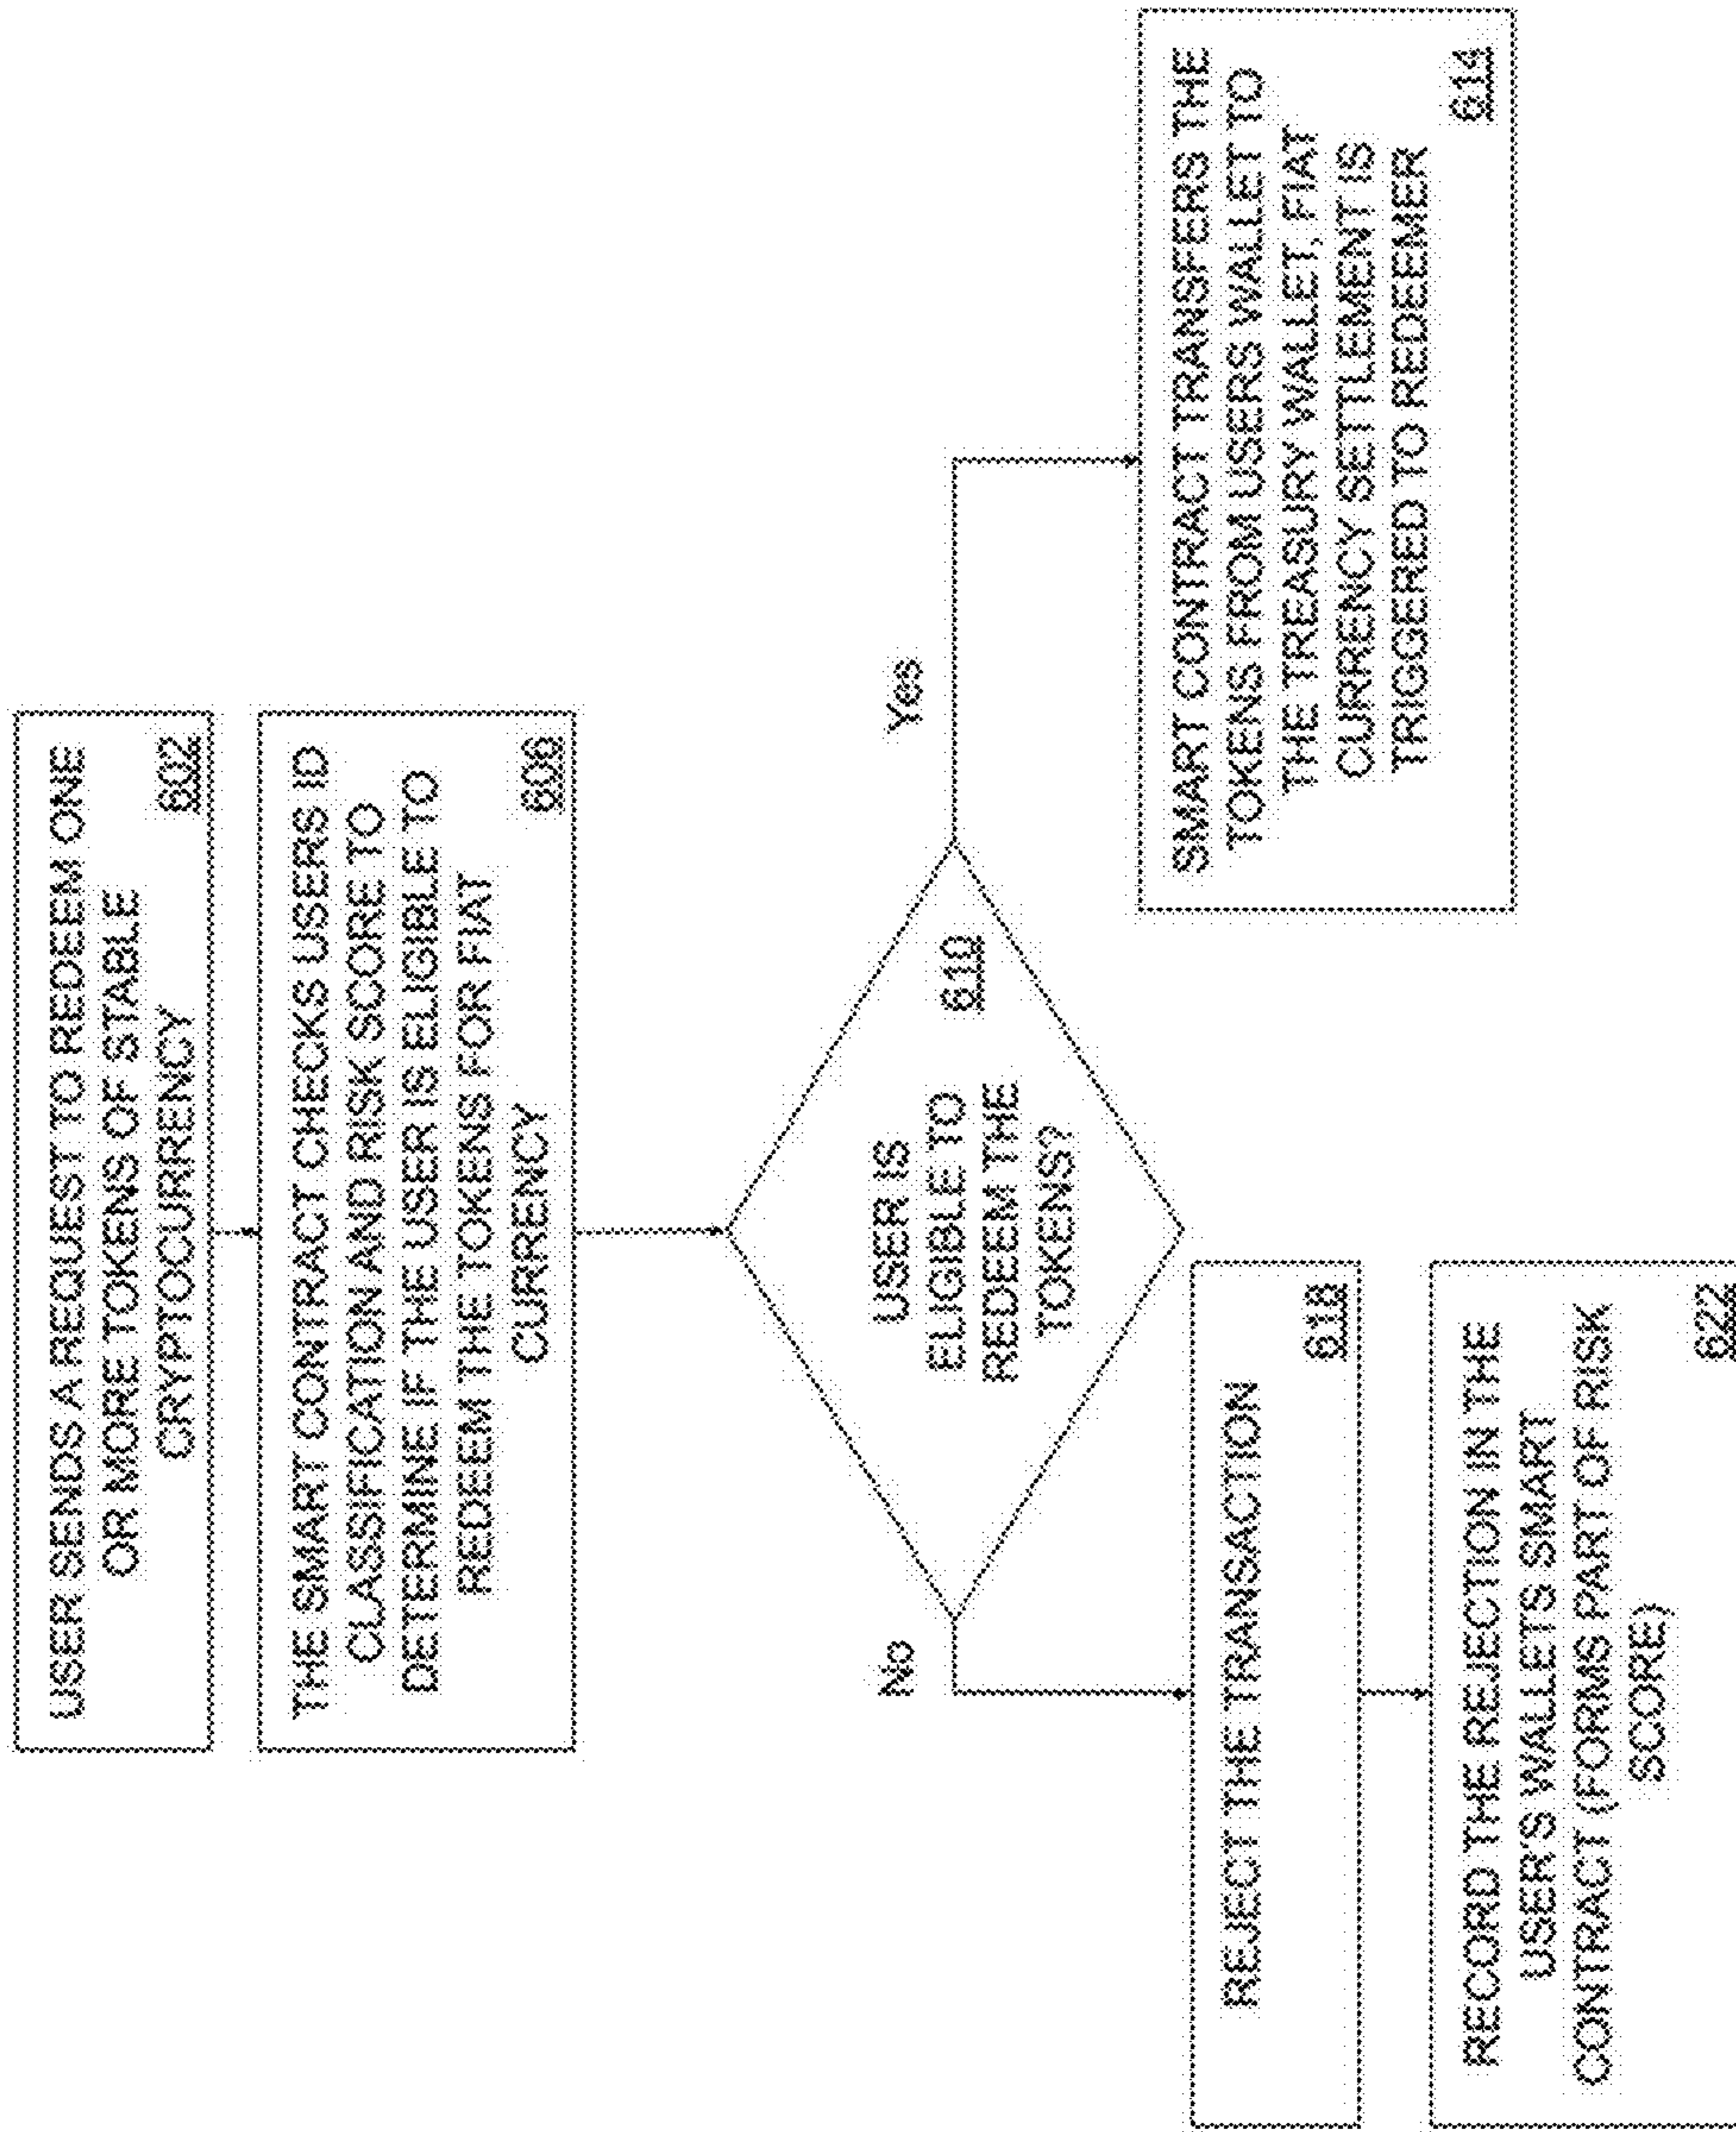 USER SENDS A REQUEST TO REDEEM ONE
OR MORE TOKENS OF STABLE
CRYPTOCURRENCY
602
THE SMART CONTRACT CHECKS USERS ID
CLASSIFICATION AND RISK SCORE TO
DETERMINE IF THE USER IS ELIGIBLE TO
REDEEM THE TOKENS FOR FIAT
CURRENCY
606
USER IS
ELIGIBLE TO
REDEEM THE
TOKENS?
610
No
Yes
REJECT THE TRANSACTION
618
RECORD THE REJECTION IN THE
USER'S WALLETS SMART
CONTRACT (FORMS PART OF RISK
SCORE)
622
SMART CONTRACT TRANSFERS THE
TOKENS FROM USERS WALLET TO
THE TREASURY WALLET, FIAT
CURRENCY SETTLEMENT IS
TRIGGERED TO REDEEMER
614